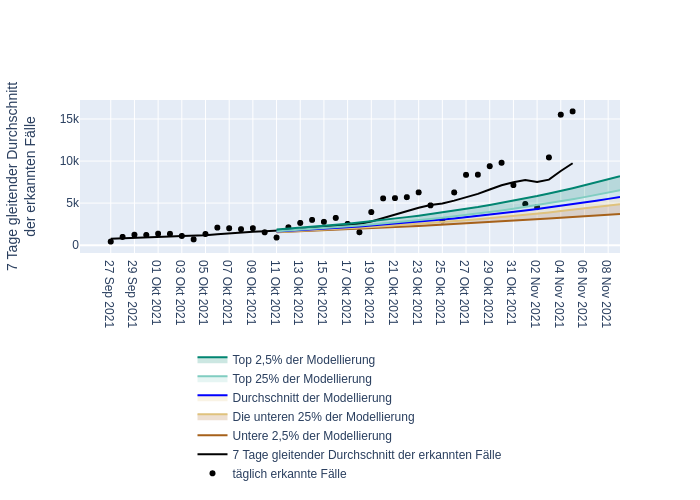 7 Tage gleitender Durchschnitt
der erkannten Fälle
15k
10k
5k
0
27 Sep 2021
29 Sep 2021
01 Okt 2021
03 Okt 2021
05 Okt 2021
07 Okt 2021
09 Okt 2021
11 Okt 2021
13 Okt 2021
15 Okt 2021
17 Okt 2021
19 Okt 2021
21 Okt 2021
23 Okt 2021
25 Okt 2021
27 Okt 2021
29 Okt 2021
31 Okt 2021
02 Nov 2021
04 Nov 2021
06 Nov 2021
08 Nov 2021
Top 2,5% der Modellierung
Top 25% der Modellierung
Durchschnitt der Modellierung
Die unteren 25% der Modellierung
Untere 2,5% der Modellierung
7 Tage gleitender Durchschnitt der erkannten Fälle
täglich erkannte Fälle